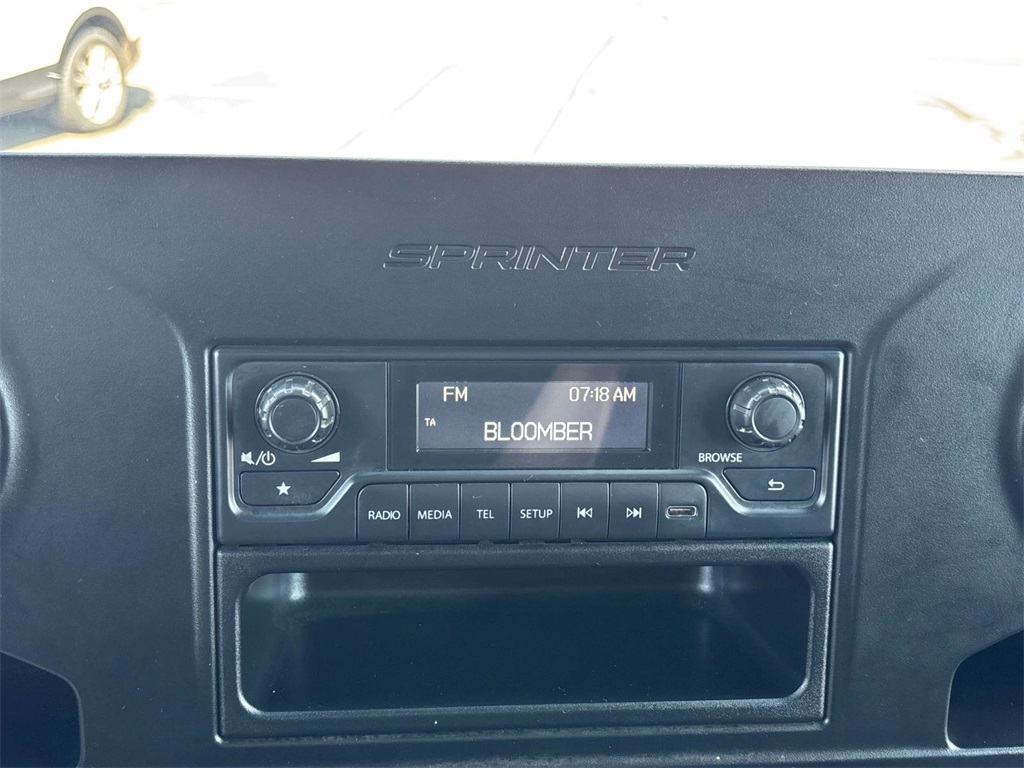 SPRINTER
FM 07:18 AM
TA
BLOOMBER
BROWSE
RADIO MEDIA TEL SETUP